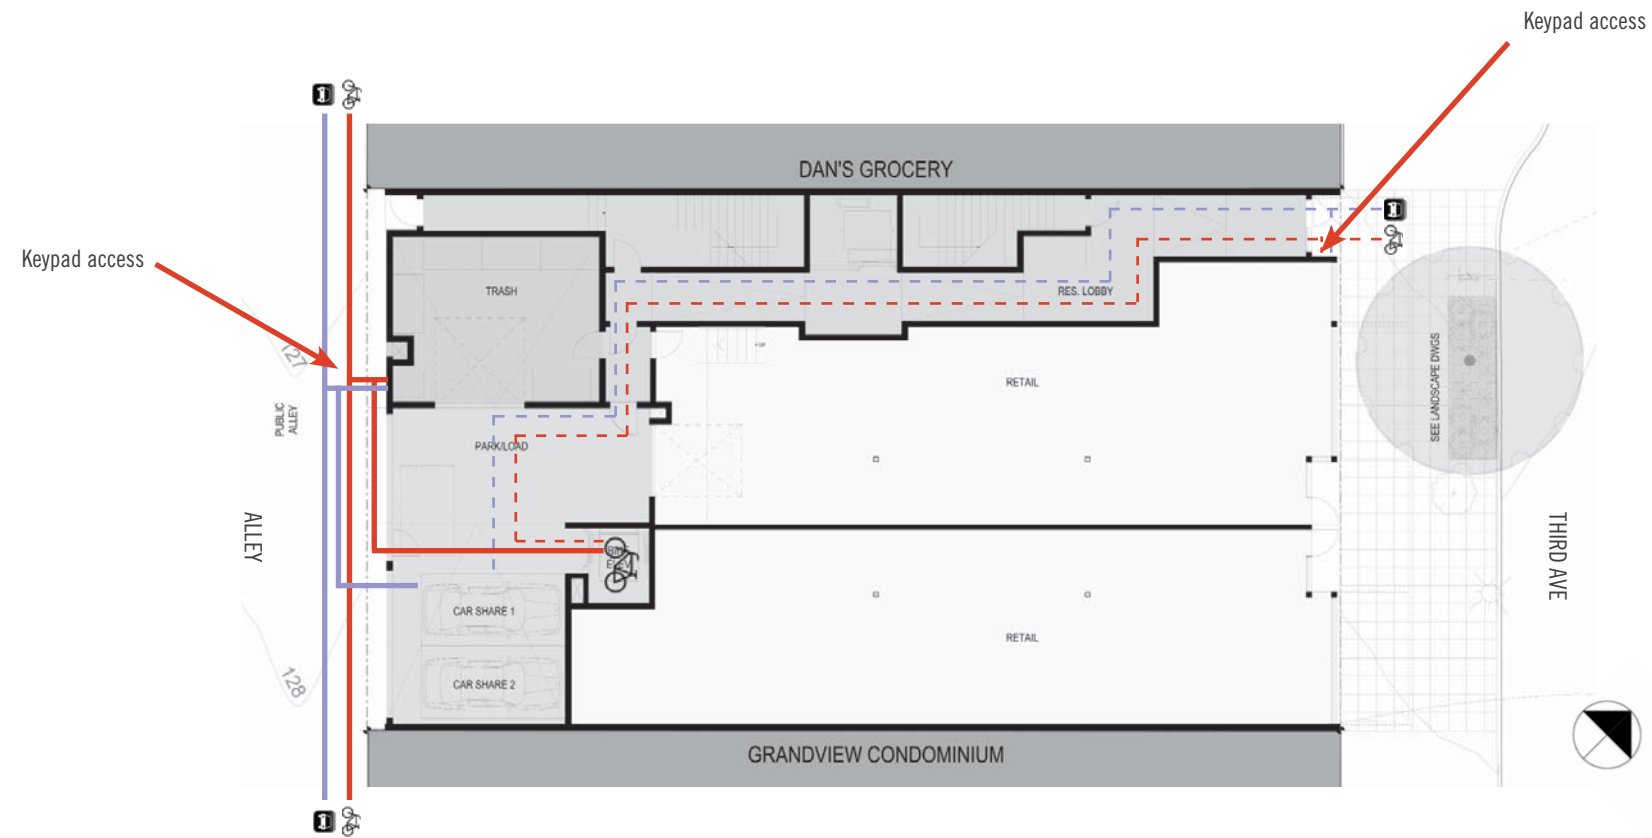 Keypad access
DAN'S GROCERY
Keypad access
TRASH
RES. LOBBY
127
RETAIL
UP
SEE LANDSCAPE DWGS
PUBLIC
ALLEY
PARK/LOAD
ALLEY
THIRD AVE
BIKE
ELEV
CAR SHARE 1
RETAIL
128
CAR SHARE 2
GRANDVIEW CONDOMINIUM